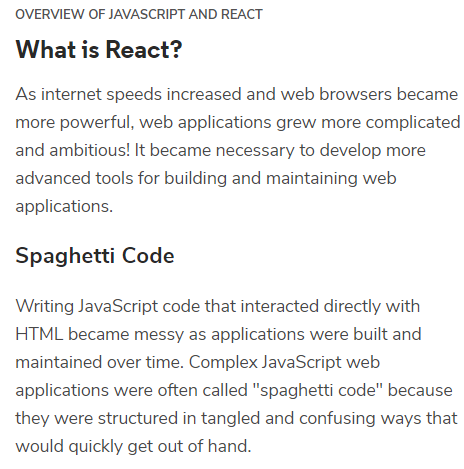 OVERVIEW OF JAVASCRIPT AND REACT
What is React?
As internet speeds increased and web browsers became
more powerful, web applications grew more complicated
and ambitious! It became necessary to develop more
advanced tools for building and maintaining web
applications.
Spaghetti Code
Writing JavaScript code that interacted directly with
HTML became messy as applications were built and
maintained over time. Complex JavaScript web
applications were often called "spaghetti code" because
they were structured in tangled and confusing ways that
would quickly get out of hand.